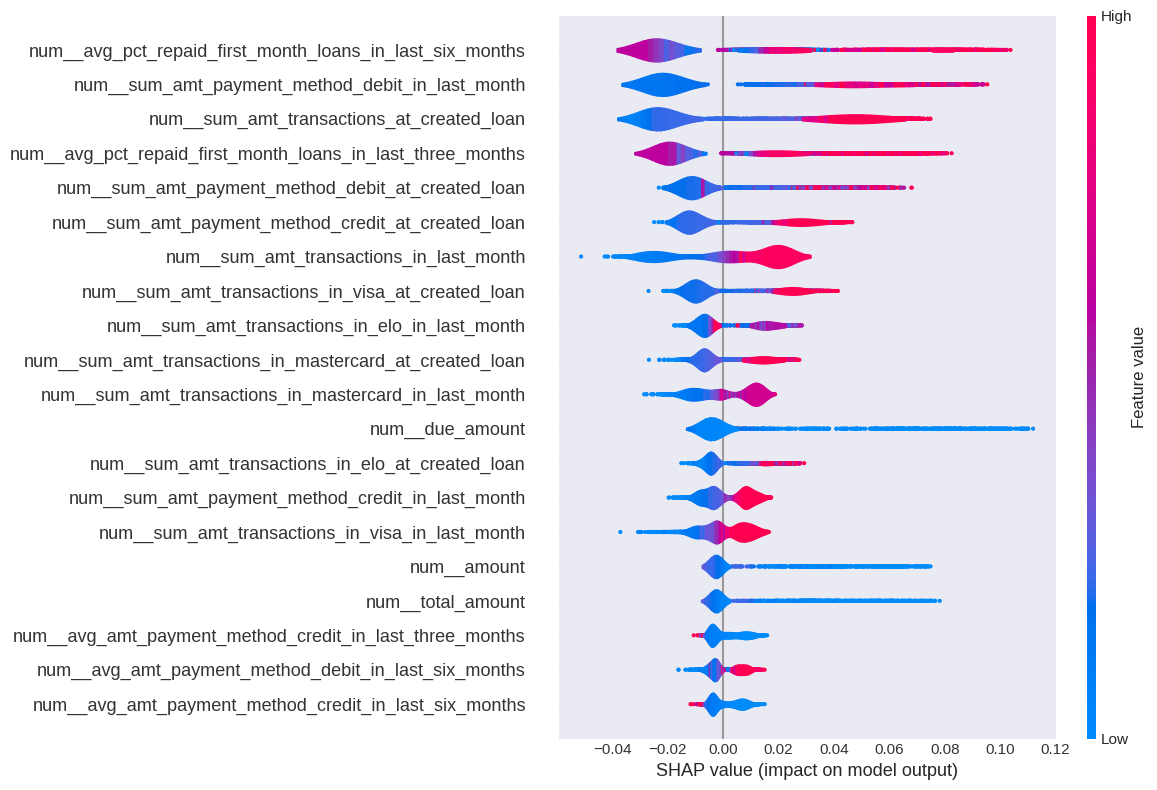 num__avg_pct_repaid_first_month_loans_in_last_six_months
num__sum_amt_payment_method_debit_in_last_month
num__sum_amt_transactions_at_created_loan
num__avg_pct_repaid_first_month_loans_in_last_three_months
num__sum_amt_payment_method_debit_at_created_loan
num__sum_amt_payment_method_credit_at_created_loan
num__sum_amt_transactions_in_last_month
num__sum_amt_transactions_in_visa_at_created_loan
num__sum_amt_transactions_in_elo_in_last_month
num__sum_amt_transactions_in_mastercard_at_created_loan
num__sum_amt_transactions_in_mastercard_in_last_month
num__due_amount
num__sum_amt_transactions_in_elo_at_created_loan
num__sum_amt_payment_method_credit_in_last_month
num__sum_amt_transactions_in_visa_in_last_month
num__amount
num__total_amount
num__avg_amt_payment_method_credit_in_last_three_months
num__avg_amt_payment_method_debit_in_last_six_months
num__avg_amt_payment_method_credit_in_last_six_months
−0.04 −0.02 0.00 0.02 0.04 0.06 0.08 0.10 0.12
SHAP value (impact on model output)
High
Feature value
Low